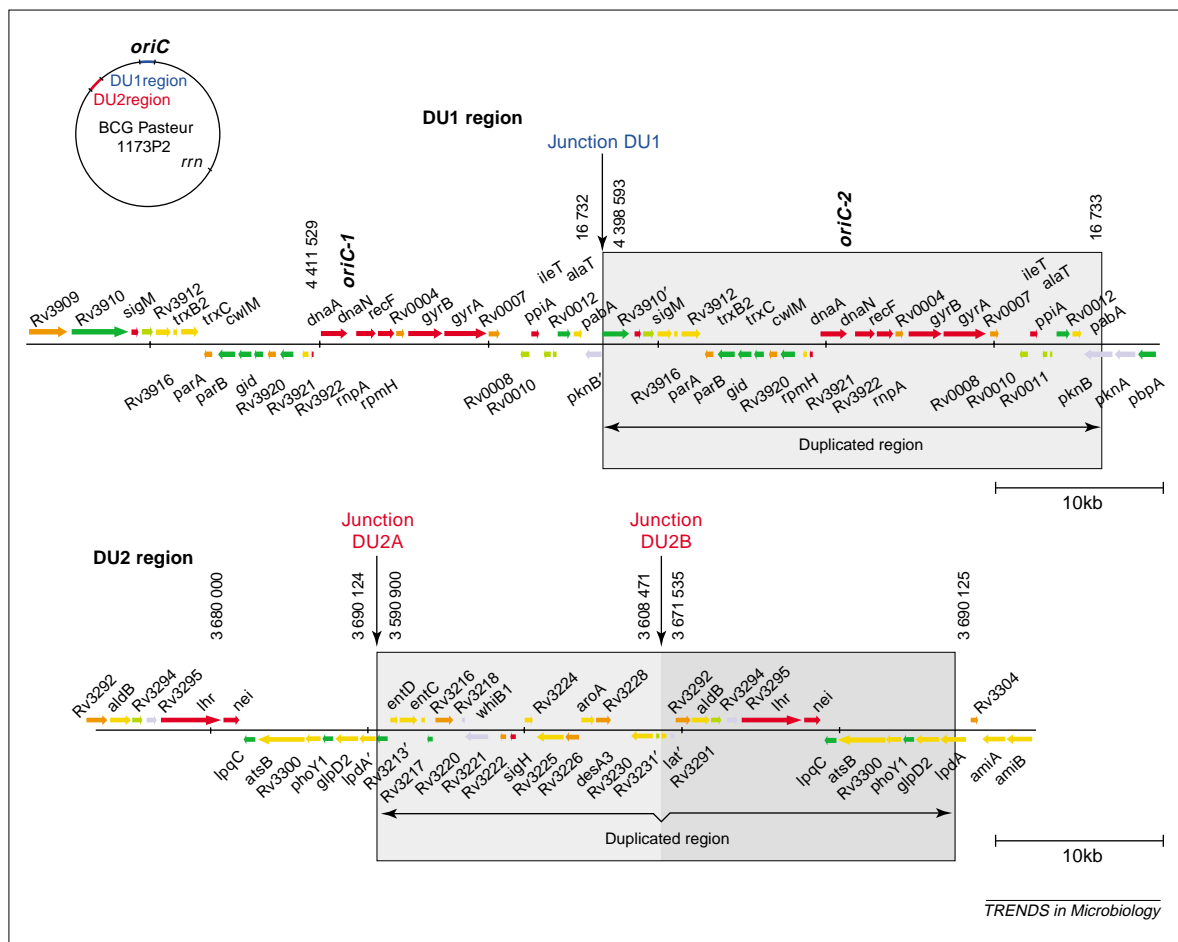 oriC
DU1region
DU2region
BCG Pasteur
1173P2
rrn
DU1 region
Junction DU1
4 411 529
oriC-1
16 732
4 398 593
oriC-2
16 733
ileT alaT
ileT alaT
Rv3909 Rv3910 sigM Rv3912 trxB2 trxC cwlM dnaA dnaN recF Rv0004 gyrB gyrA Rv0007 ppiA Rv0012 pabA Rv3910′ sigM Rv3912 trxB2 trxC cwlM dnaA dnaN recF Rv0004 gyrB gyrA Rv0007 ppiA Rv0012 pabA
Rv3916 parA parB gid Rv3920 Rv3921 Rv3922 rnpA rpmH Rv0008 Rv0010 pknB′ Rv3916 parA parB gid Rv3920 rpmH Rv3921 Rv3922 rnpA Rv0008 Rv0010 Rv0011 pknB pknA pbpA
Duplicated region
10kb
DU2 region
Junction
DU2A
Junction
DU2B
3 680 000
3 690 124
3 590 900
3 608 471
3 671 535
3 690 125
Rv3292 aldB Rv3294 Rv3295 lhr nei entD entC Rv3216 Rv3218 whiB1 Rv3224 aroA Rv3228 Rv3292 aldB Rv3294 Rv3295 lhr nei Rv3304
lpqC atsB Rv3300 phoY1 glpD2 lpdA′ Rv3213′ Rv3217 Rv3220 Rv3221 Rv3222 sigH Rv3225 Rv3226 desA3 Rv3230 Rv3231′ lat′ Rv3291 lpqC atsB Rv3300 phoY1 glpD2 lpdA amiA amiB
Duplicated region
10kb
TRENDS in Microbiology